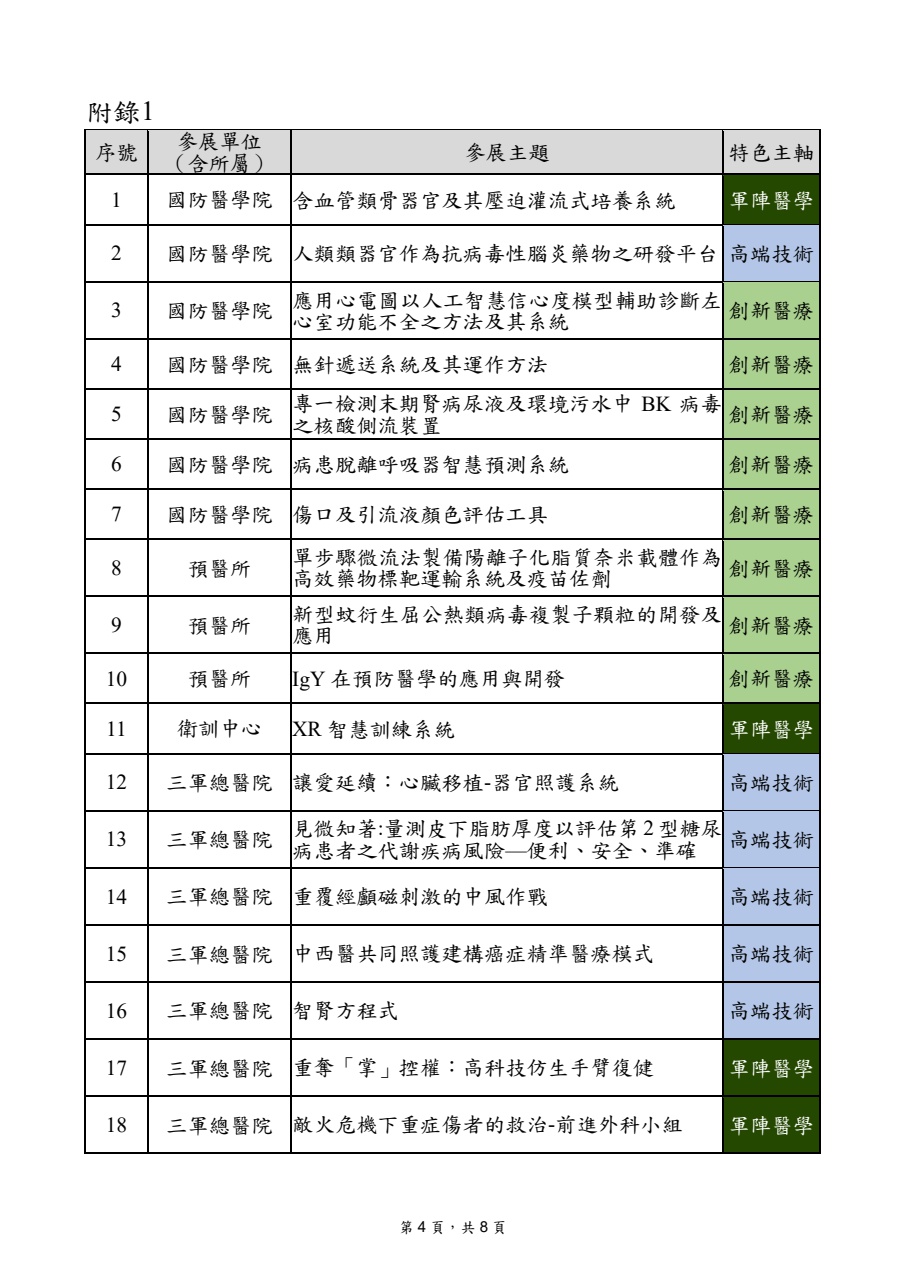 附錄1
序號 參展單位（含所屬） 參展主題 特色主軸
1 國防醫學院 含血管類骨器官及其壓迫灌流式培養系統 軍陣醫學
2 國防醫學院 人類類器官作為抗病毒性腦炎藥物之研發平台 高端技術
3 國防醫學院 應用心電圖以人工智慧信心度模型輔助診斷左
心室功能不全之方法及其系統 創新醫療
4 國防醫學院 無針遞送系統及其運作方法 創新醫療
5 國防醫學院 專一檢測末期腎病尿液及環境污水中 BK 病毒
之核酸側流裝置 創新醫療
6 國防醫學院 病患脫離呼吸器智慧預測系統 創新醫療
7 國防醫學院 傷口及引流液顏色評估工具 創新醫療
8 預醫所 單步驟微流法製備陽離子化脂質奈米載體作為
高效藥物標靶運輸系統及疫苗佐劑 創新醫療
9 預醫所 新型蚊衍生屈公熱類病毒複製子顆粒的開發及
應用 創新醫療
10 預醫所 IgY 在預防醫學的應用與開發 創新醫療
11 衛訓中心 XR 智慧訓練系統 軍陣醫學
12 三軍總醫院 讓愛延續：心臟移植-器官照護系統 高端技術
13 三軍總醫院 見微知著:量測皮下脂肪厚度以評估第 2 型糖尿
病患者之代謝疾病風險—便利、安全、準確 高端技術
14 三軍總醫院 重覆經顱磁刺激的中風作戰 高端技術
15 三軍總醫院 中西醫共同照護建構癌症精準醫療模式 高端技術
16 三軍總醫院 智腎方程式 高端技術
17 三軍總醫院 重奪「掌」控權：高科技仿生手臂復健 軍陣醫學
18 三軍總醫院 敵火危機下重症傷者的救治-前進外科小組 軍陣醫學
第 4 頁，共 8 頁